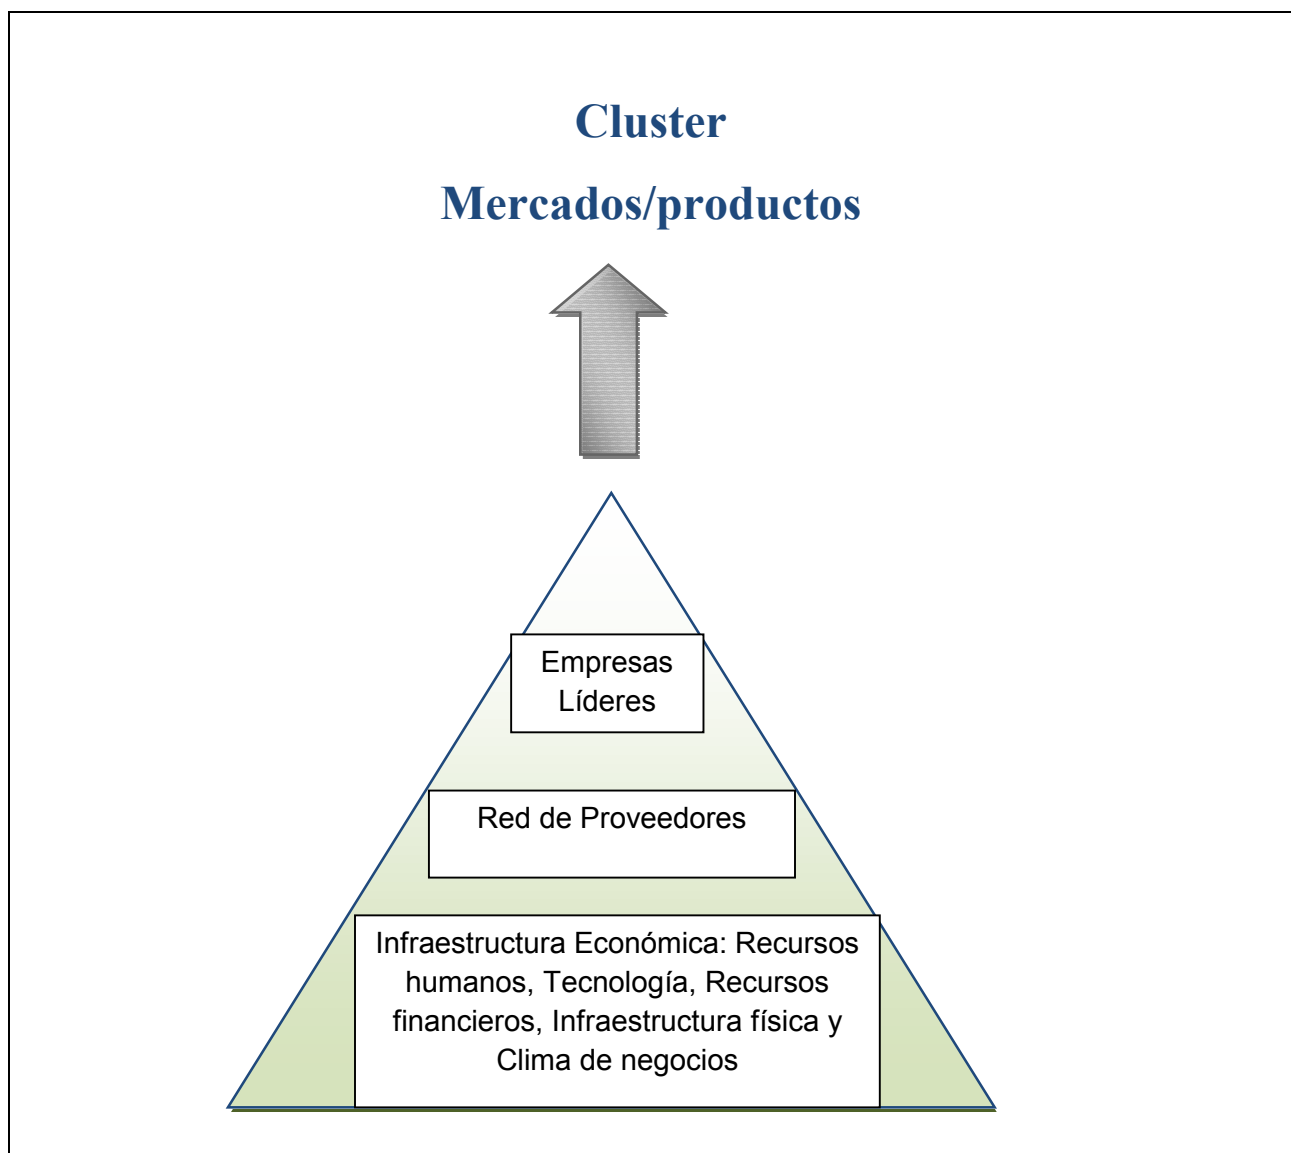 Cluster
Mercados/productos
Empresas
Líderes
Red de Proveedores
Infraestructura Económica: Recursos
humanos, Tecnología, Recursos
financieros, Infraestructura física y
Clima de negocios